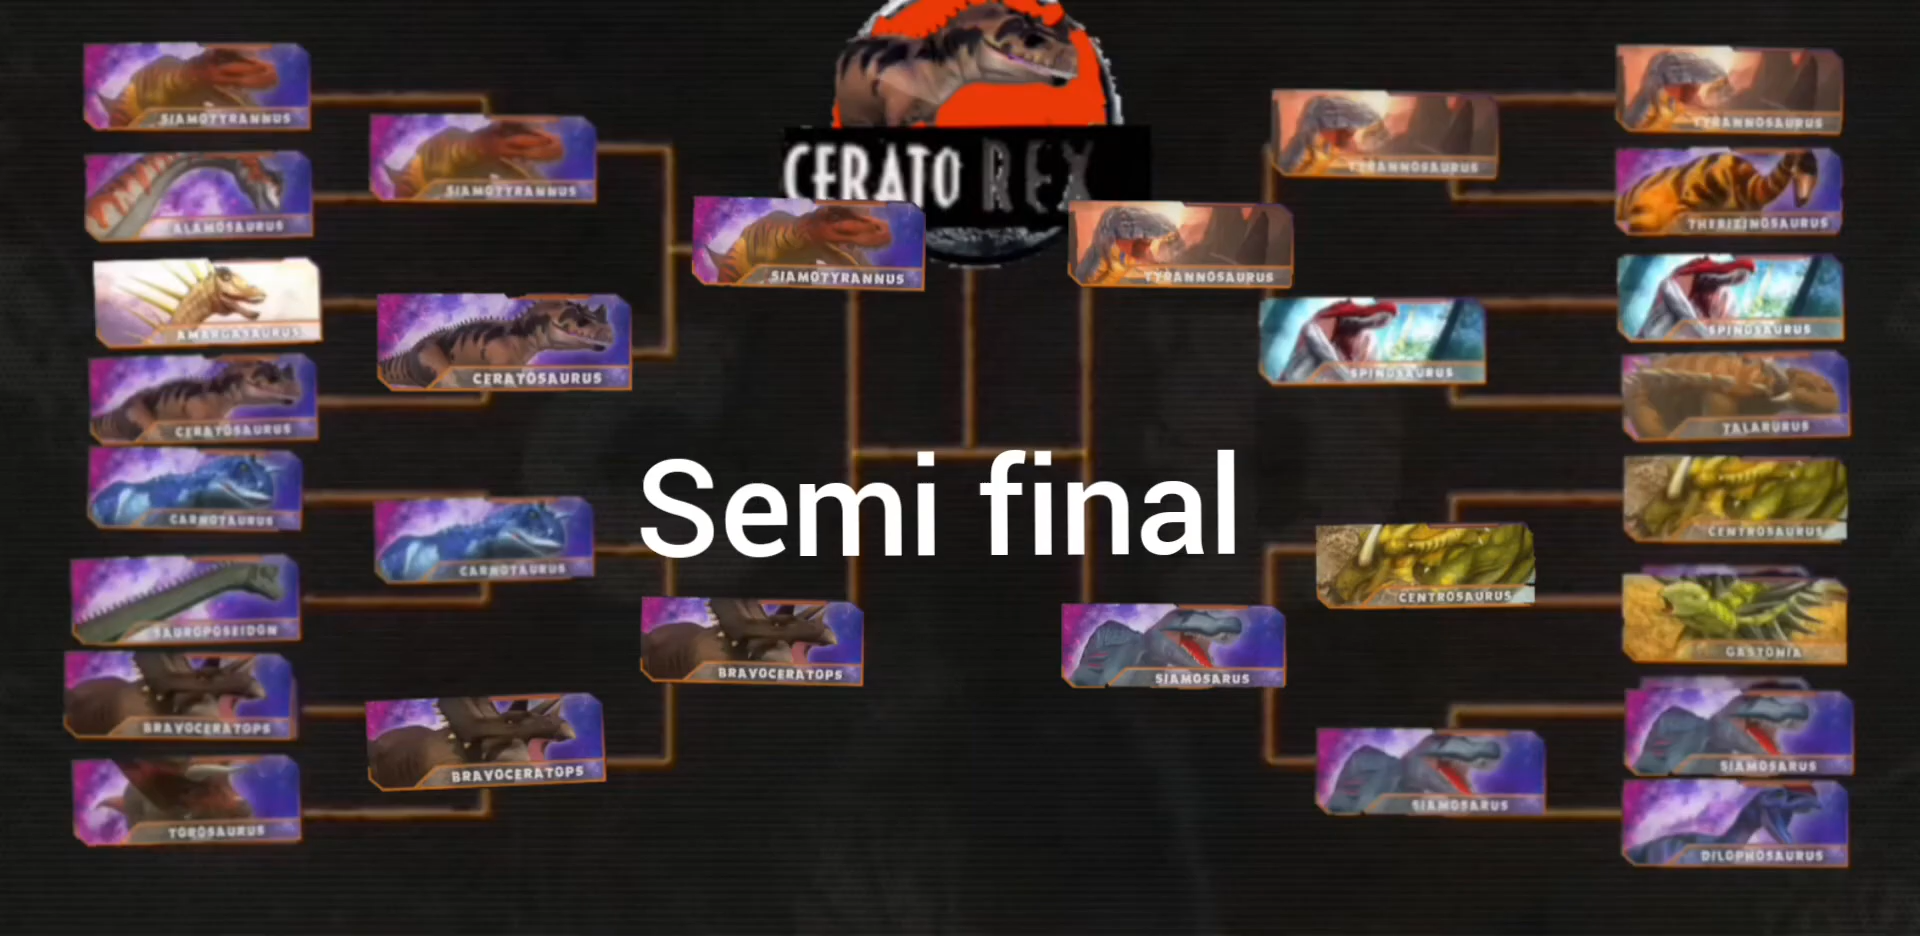 CERATO REX
SIAMOTYRANNUS
ALAMOSAURUS
AMARGASAURUS
CERATOSAURUS
CARNOTAURUS
SAUROPOSEIDON
BRAVOCERATOPS
TOROSAURUS
SIAMOTYRANNUS
CERATOSAURUS
CARNOTAURUS
BRAVOCERATOPS
SIAMOTYRANNUS
BRAVOCERATOPS
Semi final
TYRANNOSAURUS
SIAMOSARUS
TYRANNOSAURUS
SPINOSAURUS
CENTROSAURUS
SIAMOSARUS
TYRANNOSAURUS
THERIZINOSAURUS
SPINOSAURUS
TALARURUS
CENTROSAURUS
GASTONIA
SIAMOSARUS
DILOPHOSAURUS